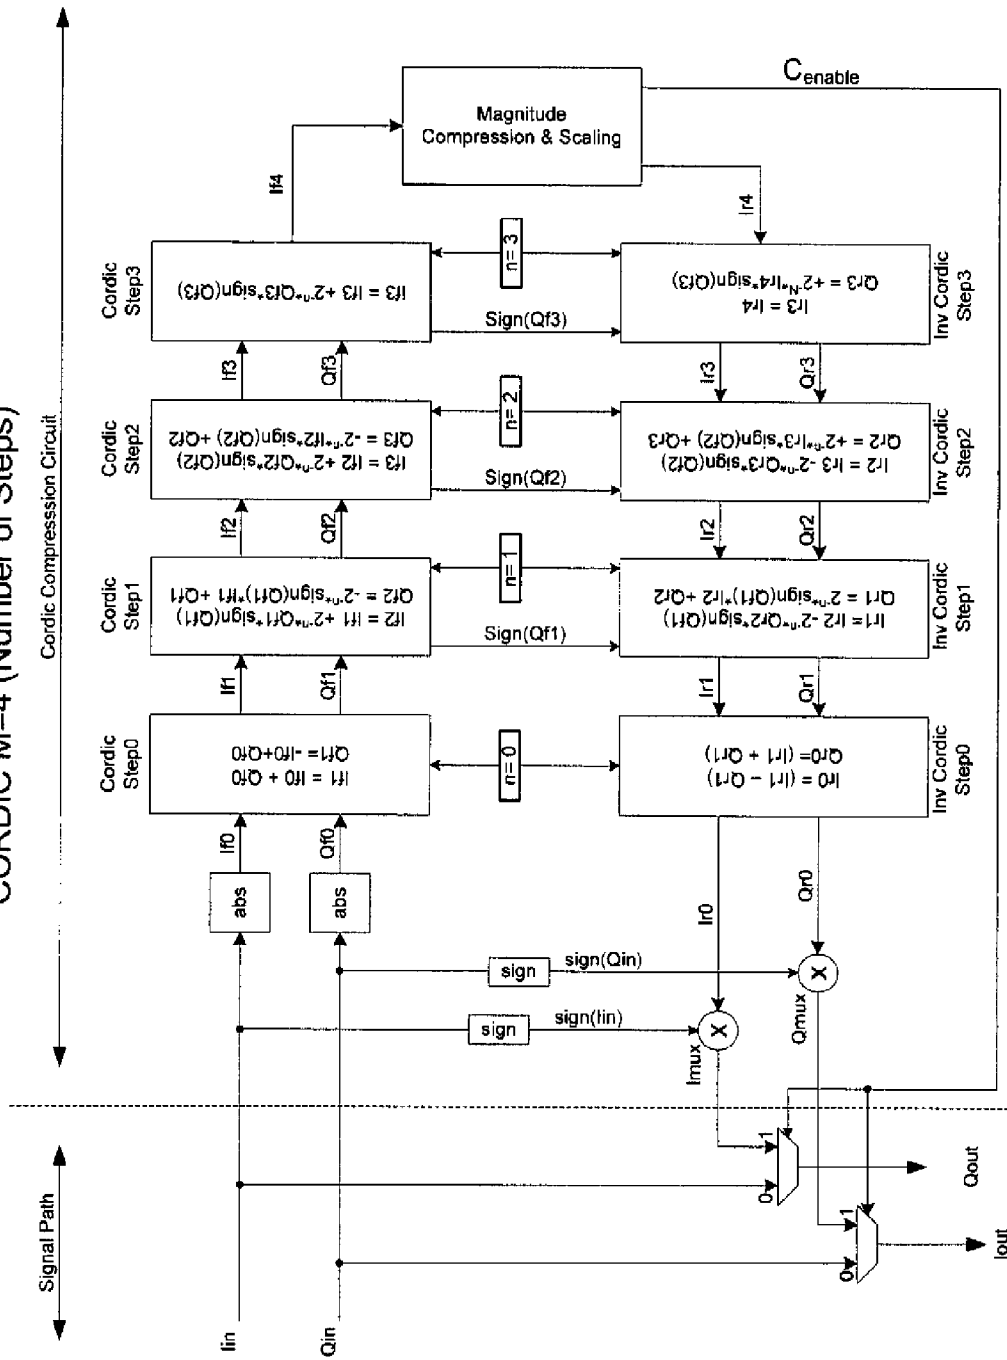 CORDIC M=4 (Number of Steps)
Cordic Compresssion Circuit
Signal Path
C enable
Magnitude
Compression & Scaling
If4
Ir4
Cordic
Step3
If3 = If3 +2^-n*Qf3*sign(Qf3)
n= 3
Sign(Qf3)
Ir3 = Ir4
Qr3 = +2^-N*Ir4*sign(Qf3)
Inv Cordic
Step3
If3
Qf3
Ir3
Qr3
Cordic
Step2
If3 = If2 +2^-n*Qf2*sign(Qf2)
Qf3 = -2^-n*If2*sign(Qf2) +Qf2
n= 2
Sign(Qf2)
Ir2 = Ir3 -2^-n*Qr3*sign(Qf2)
Qr2 = +2^-n*Ir3*sign(Qf2) +Qr3
Inv Cordic
Step2
If2
Qf2
Ir2
Qr2
Cordic
Step1
If2 = If1 +2^-n*Qf1*sign(Qf1)
Qf2 = -2^-n*sign(Qf1)*If1 +Qf1
n= 1
Sign(Qf1)
Ir1= Ir2 -2^-n*Qr2*sign(Qf1)
Qr1 = 2^-n*sign(Qf1)*Ir2 +Qr2
Inv Cordic
Step1
If1
Qf1
Ir1
Qr1
Cordic
Step0
If1 = If0 + Qf0
Qf1= -If0+Qf0
n= 0
Ir0 = (Ir1 – Qr1)
Qr0= (Ir1 + Qr1)
Inv Cordic
Step0
If0
Qf0
abs
abs
Ir0
Qr0
sign
sign(Qin)
X
sign
sign(Iin)
X
Imux
Qmux
0
1
Qout
0
1
Iout
Iin
Qin